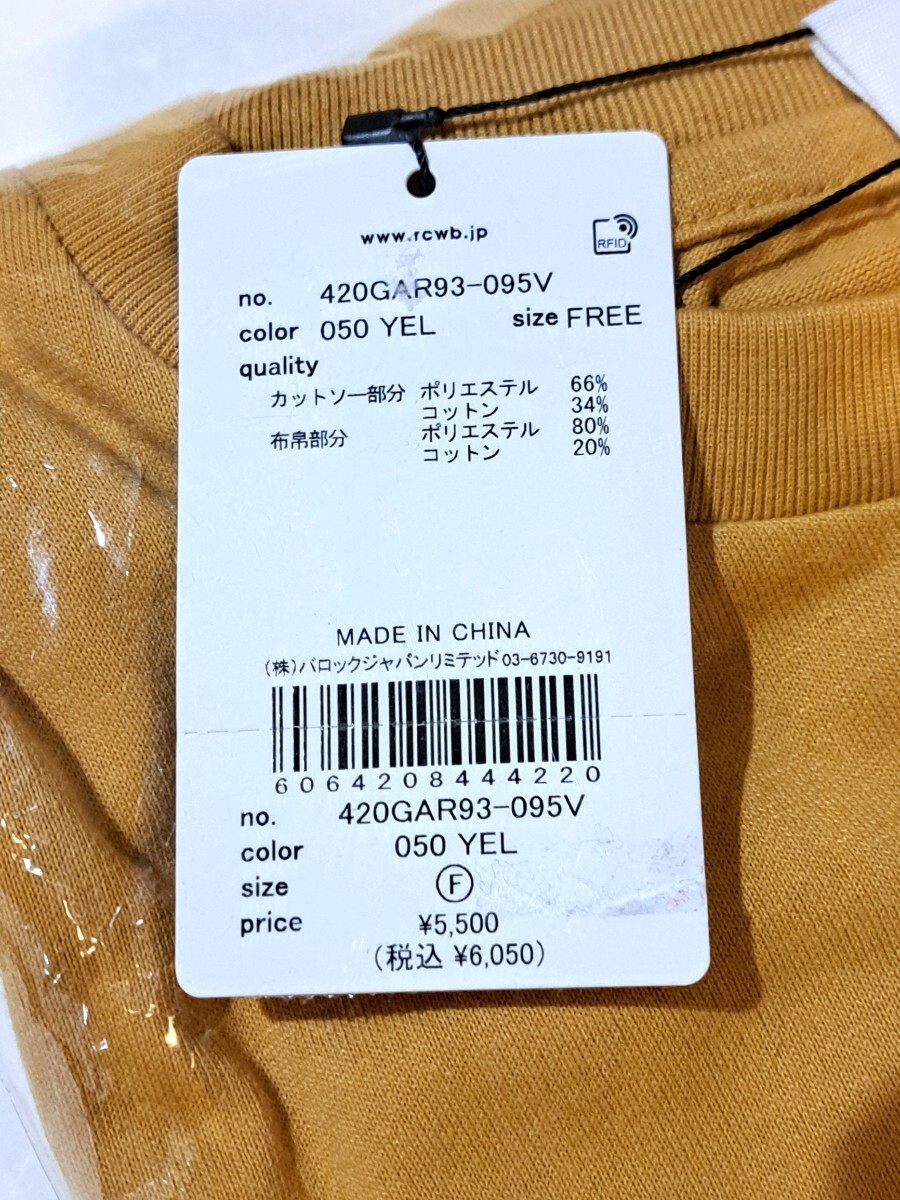 www.rcwb.jp
RFID
no. 420GAR93-095V
color 050 YEL size FREE
quality
カットソー部分 ポリエステル 66%
コットン 34%
布帛部分 ポリエステル 80%
コットン 20%
MADE IN CHINA
(株)バロックジャパンリミテッド03-6730-9191
6064208444220
no. 420GAR93-095V
color 050 YEL
size Ⓕ
price ¥5,500
(税込 ¥6,050)